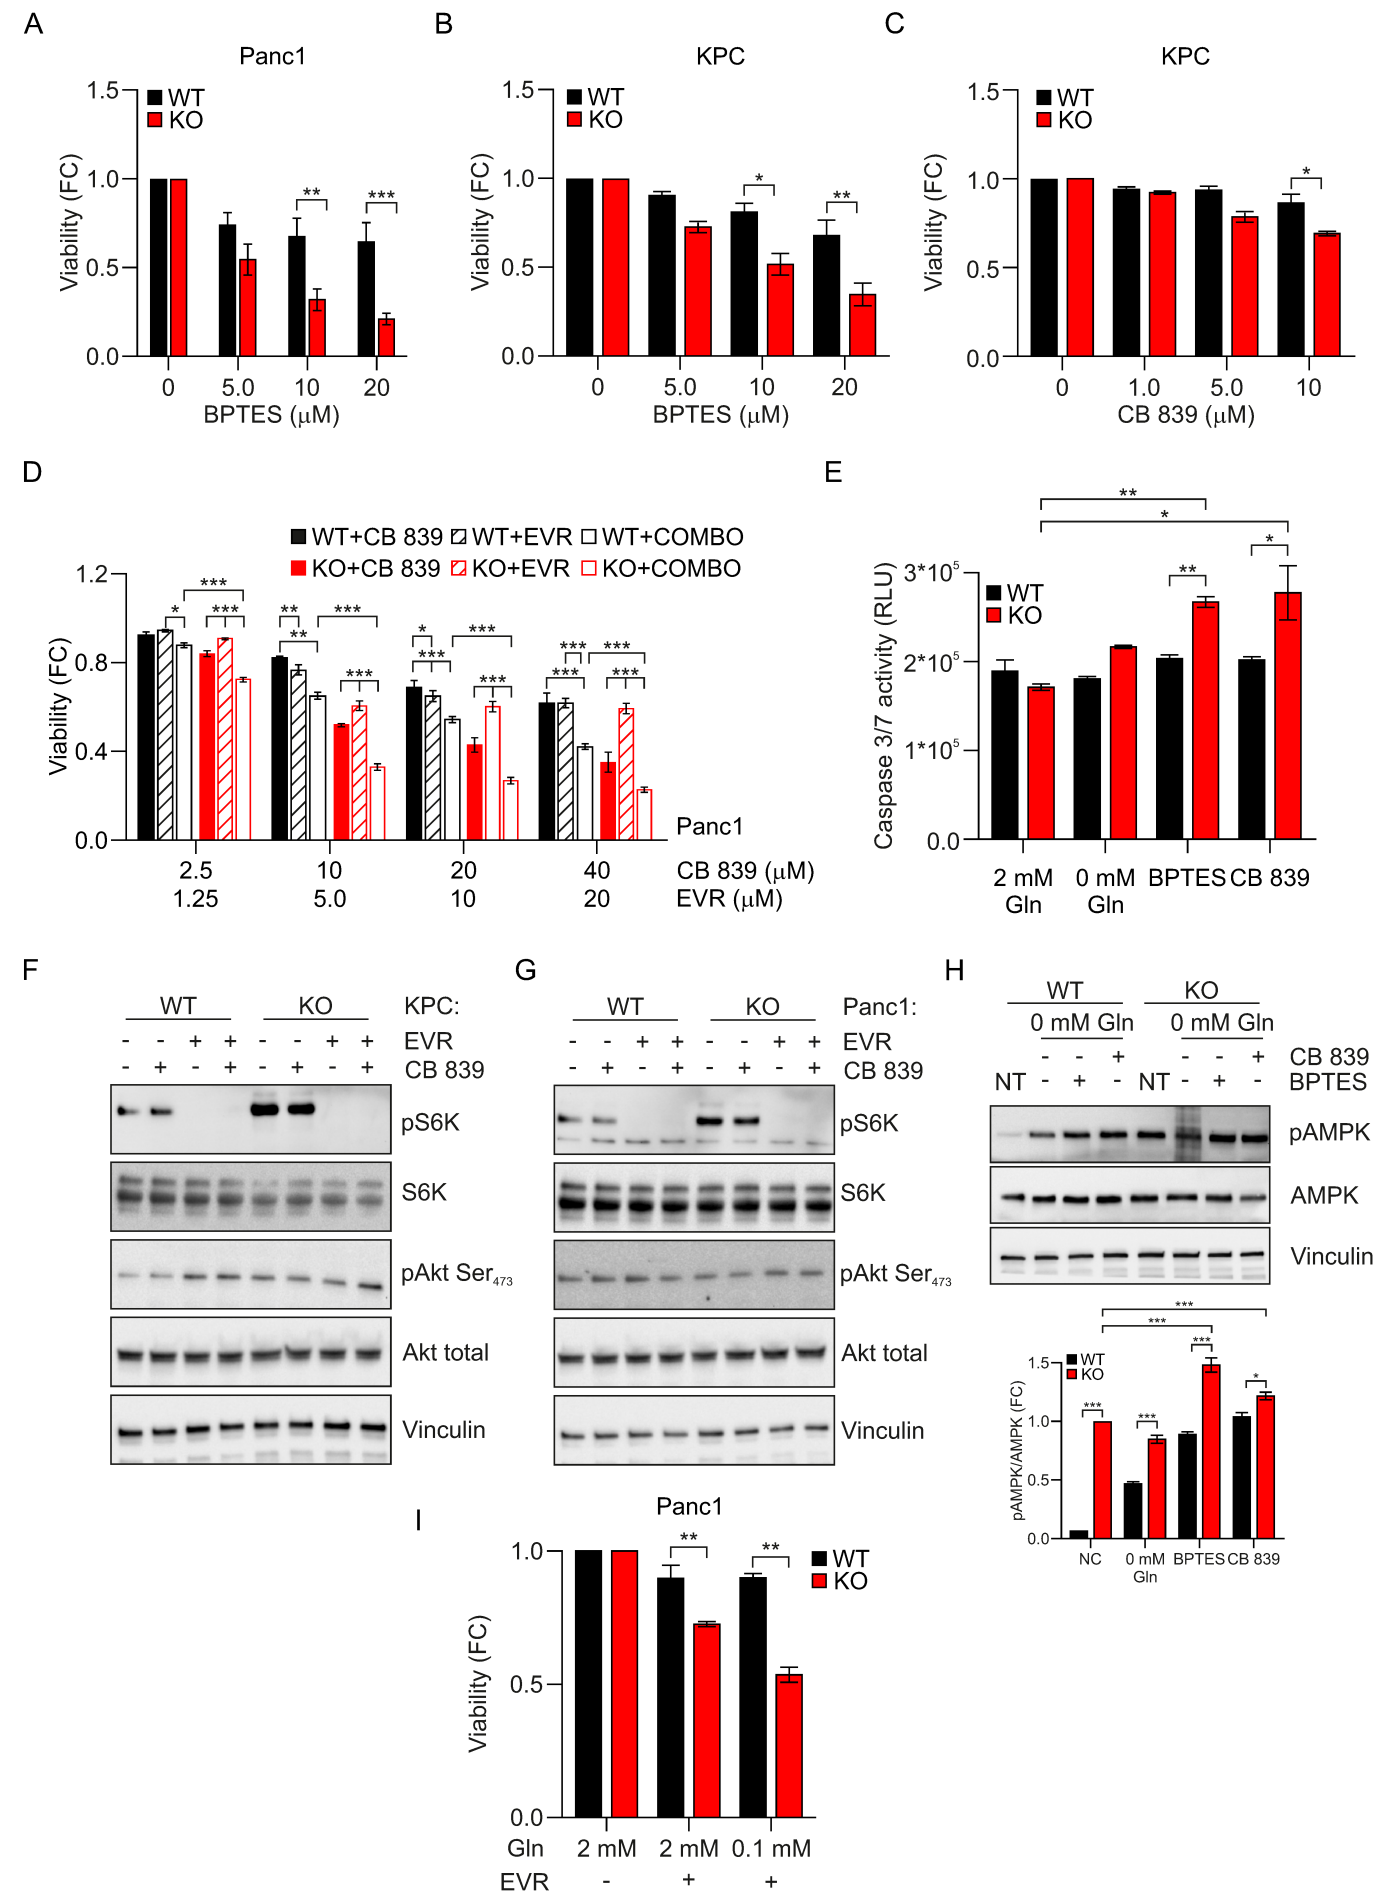 A
Panc1
1.5
1.0
0.5
0.0
Viability (FC)
WT
KO
**
***
0 5.0 10 20
BPTES (μM)
B
KPC
1.5
1.0
0.5
0.0
Viability (FC)
WT
KO
*
**
0 5.0 10 20
BPTES (μM)
C
KPC
1.5
1.0
0.5
0.0
Viability (FC)
WT
KO
*
0 1.0 5.0 10
CB 839 (μM)
D
WT+CB 839 WT+EVR WT+COMBO
KO+CB 839 KO+EVR KO+COMBO
1.2
0.8
0.4
0.0
Viability (FC)
***
* ***
** ***
**
***
* ***
***
***
*** ***
*** ***
Panc1
2.5 10 20 40 CB 839 (μM)
1.25 5.0 10 20 EVR (μM)
E
**
*
*
**
3*10⁵
2*10⁵
1*10⁵
0.0
Caspase 3/7 activity (RLU)
WT
KO
2 mM Gln
0 mM Gln
BPTES
CB 839
F
WT KO KPC:
- - + + - - + + EVR
- + - + - + - + CB 839
pS6K
S6K
pAkt Ser473
Akt total
Vinculin
G
WT KO Panc1:
- - + + - - + + EVR
- + - + - + - + CB 839
pS6K
S6K
pAkt Ser473
Akt total
Vinculin
H
WT KO
0 mM Gln 0 mM Gln
- - + - - + CB 839
NT - + - NT - + - BPTES
pAMPK
AMPK
Vinculin
***
***
***
*
***
***
1.5
1.0
0.5
0.0
pAMPK/AMPK (FC)
WT
KO
NC
0 mM Gln
BPTES
CB 839
I
Panc1
1.0
0.5
0.0
Viability (FC)
** **
WT
KO
Gln 2 mM 2 mM 0.1 mM
EVR - + +